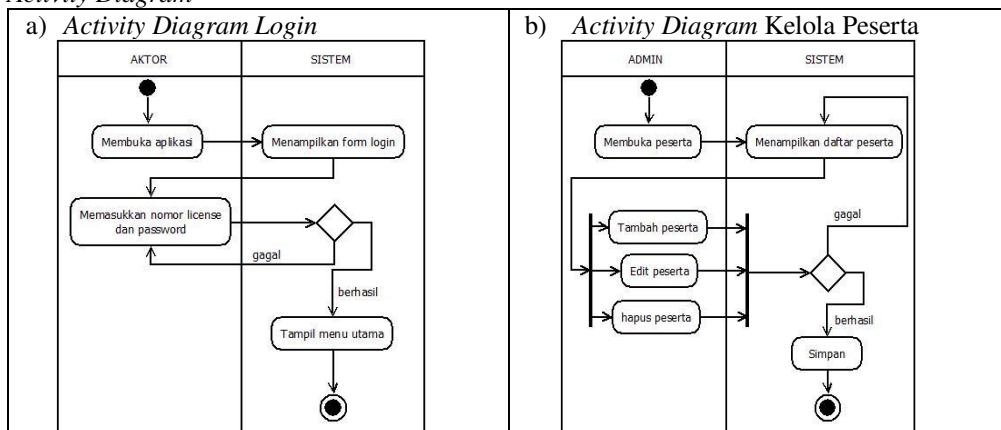 Activity Diagram
a) Activity Diagram Login
AKTOR
SISTEM
Membuka aplikasi
Menampilkan form login
Memasukkan nomor license
dan password
gagal
berhasil
Tampil menu utama
b) Activity Diagram Kelola Peserta
ADMIN
SISTEM
Membuka peserta
Menampilkan daftar peserta
gagal
Tambah peserta
Edit peserta
hapus peserta
berhasil
Simpan